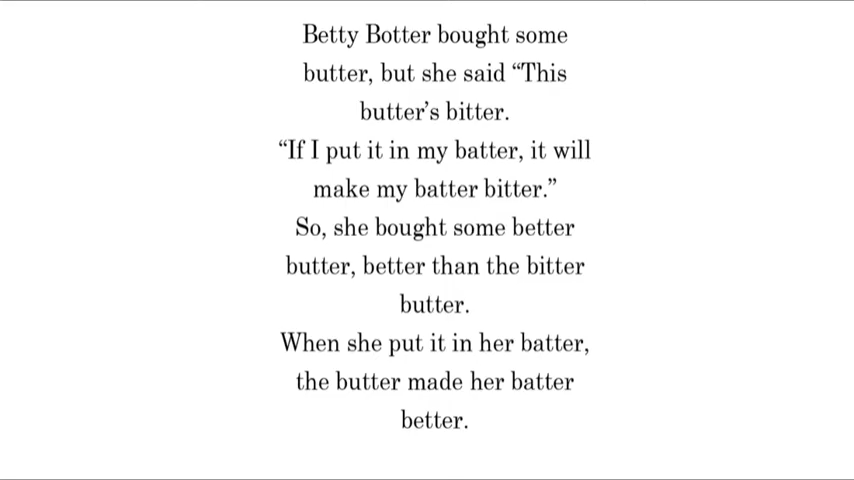 Betty Botter bought some
butter, but she said “This
butter’s bitter.
“If I put it in my batter, it will
make my batter bitter.”
So, she bought some better
butter, better than the bitter
butter.
When she put it in her batter,
the butter made her batter
better.